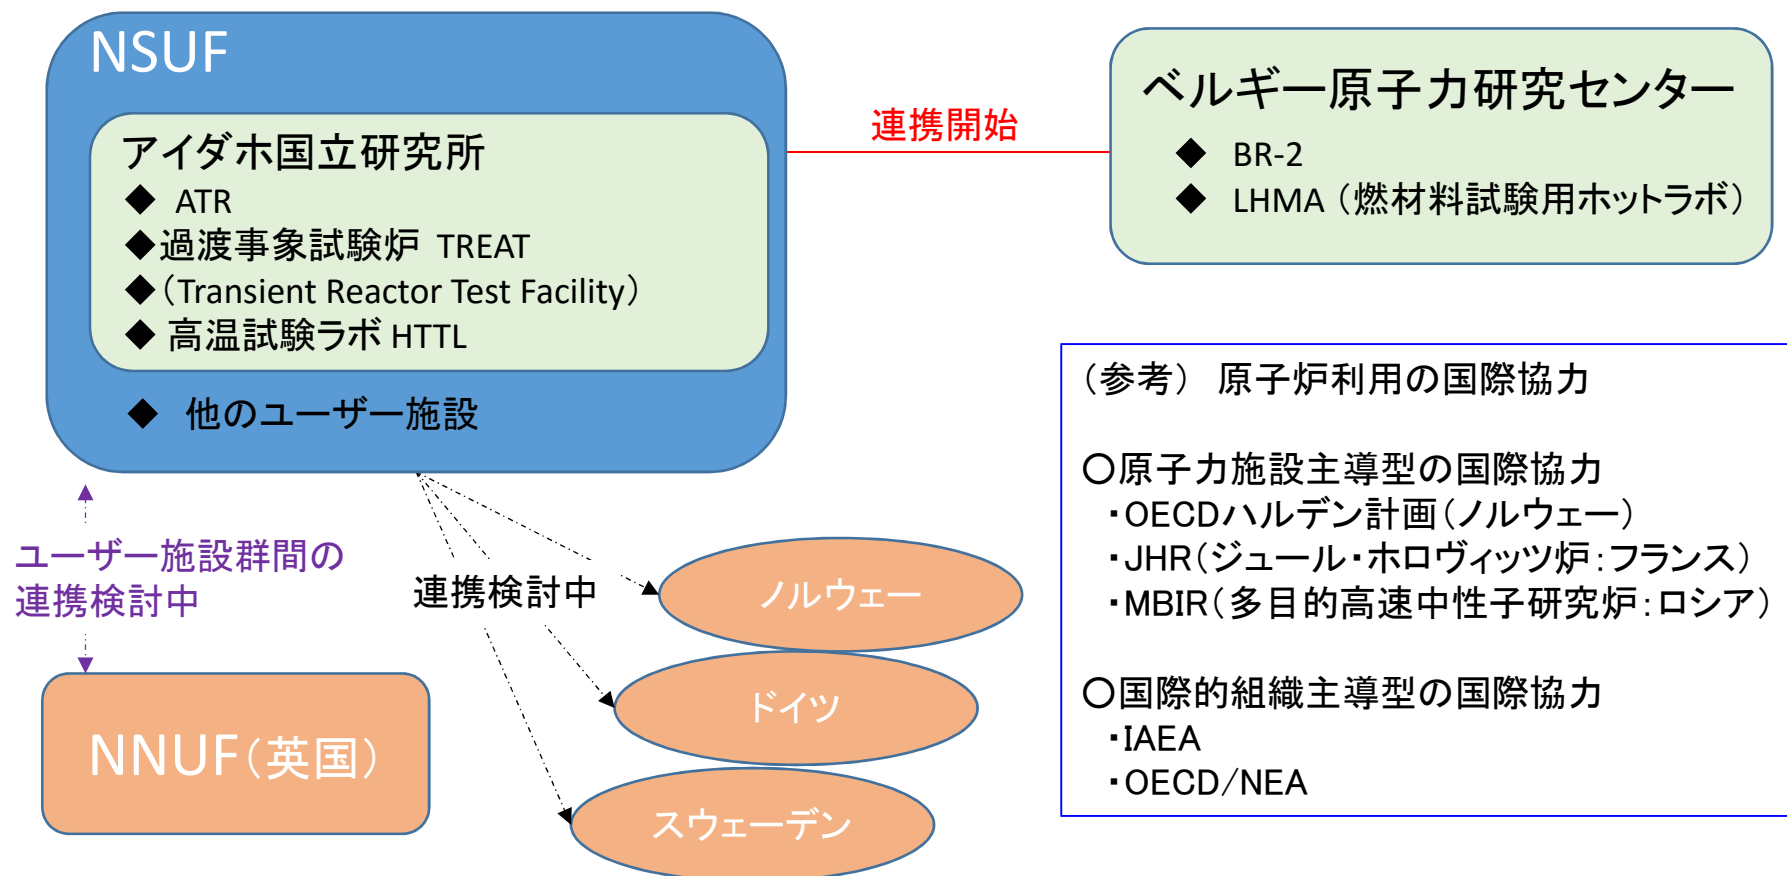 NSUF
アイダホ国立研究所
◆ ATR
◆過渡事象試験炉 TREAT
◆(Transient Reactor Test Facility)
◆ 高温試験ラボ HTTL
◆ 他のユーザー施設
連携開始
ベルギー原子力研究センター
◆ BR-2
◆ LHMA(燃材料試験用ホットラボ)
ユーザー施設群間の
連携検討中
NNUF(英国)
連携検討中
ノルウェー
ドイツ
スウェーデン
(参考) 原子炉利用の国際協力
〇原子力施設主導型の国際協力
・OECDハルデン計画(ノルウェー)
・JHR(ジュール・ホロヴィッツ炉:フランス)
・MBIR(多目的高速中性子研究炉:ロシア)
〇国際的組織主導型の国際協力
・IAEA
・OECD/NEA